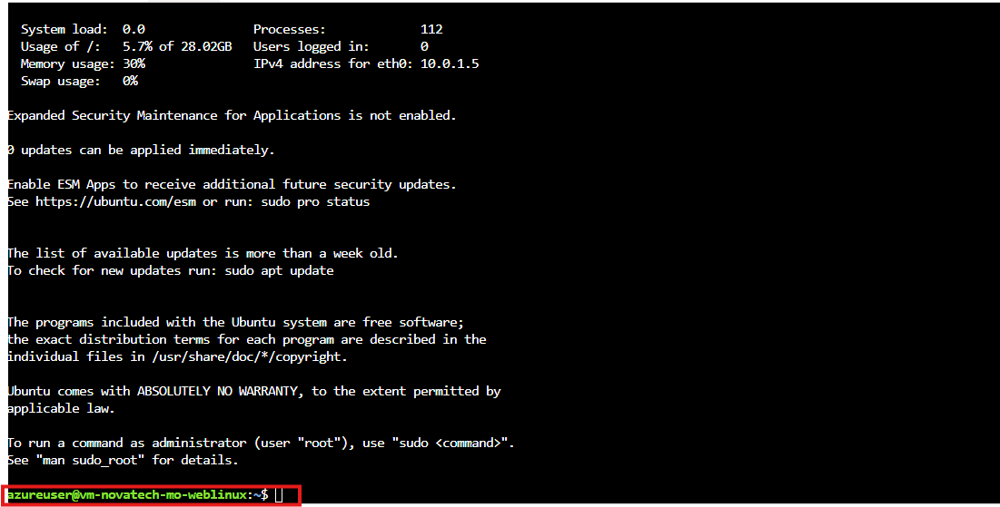 System load: 0.0 Processes: 112
Usage of /: 5.7% of 28.02GB Users logged in: 0
Memory usage: 30% IPv4 address for eth0: 10.0.1.5
Swap usage: 0%
Expanded Security Maintenance for Applications is not enabled.
0 updates can be applied immediately.
Enable ESM Apps to receive additional future security updates.
See https://ubuntu.com/esm or run: sudo pro status
The list of available updates is more than a week old.
To check for new updates run: sudo apt update
The programs included with the Ubuntu system are free software;
the exact distribution terms for each program are described in the
individual files in /usr/share/doc/*/copyright.
Ubuntu comes with ABSOLUTELY NO WARRANTY, to the extent permitted by
applicable law.
To run a command as administrator (user "root"), use "sudo <command>".
See "man sudo_root" for details.
azureuser@vm-novatech-mo-weblinux:~$